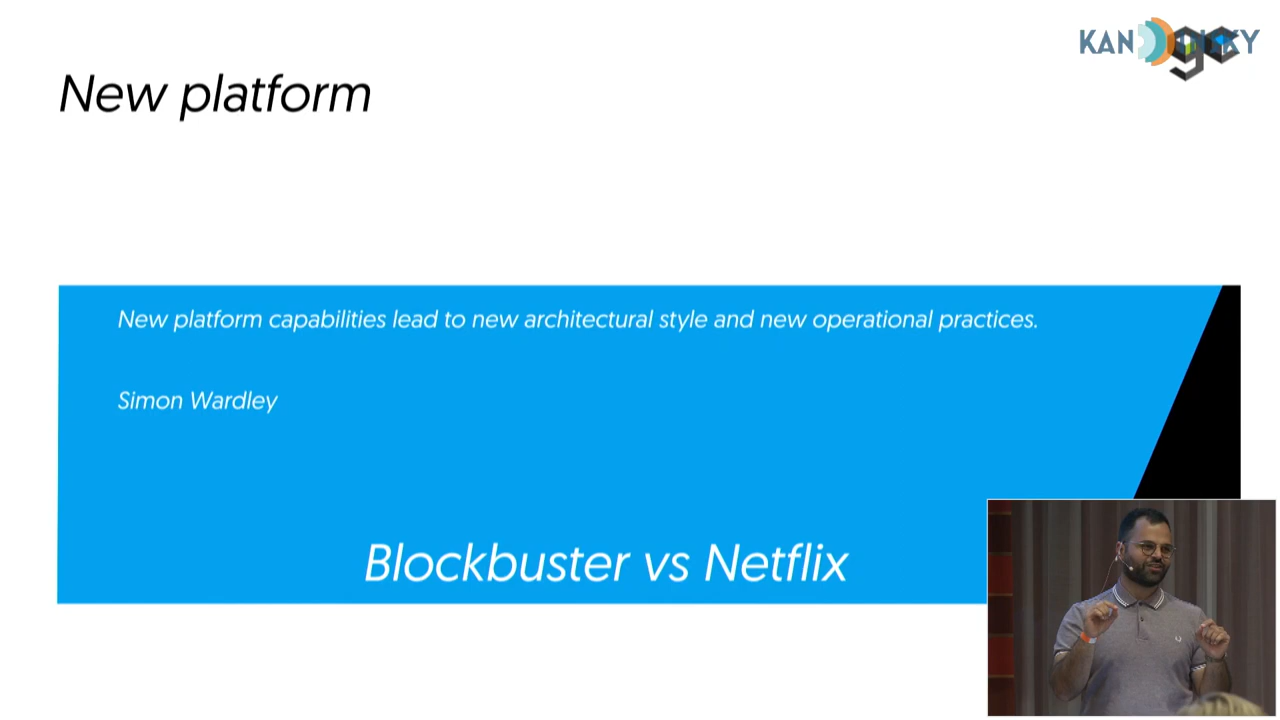 New platform
New platform capabilities lead to new architectural style and new operational practices.
Simon Wardley
Blockbuster vs Netflix